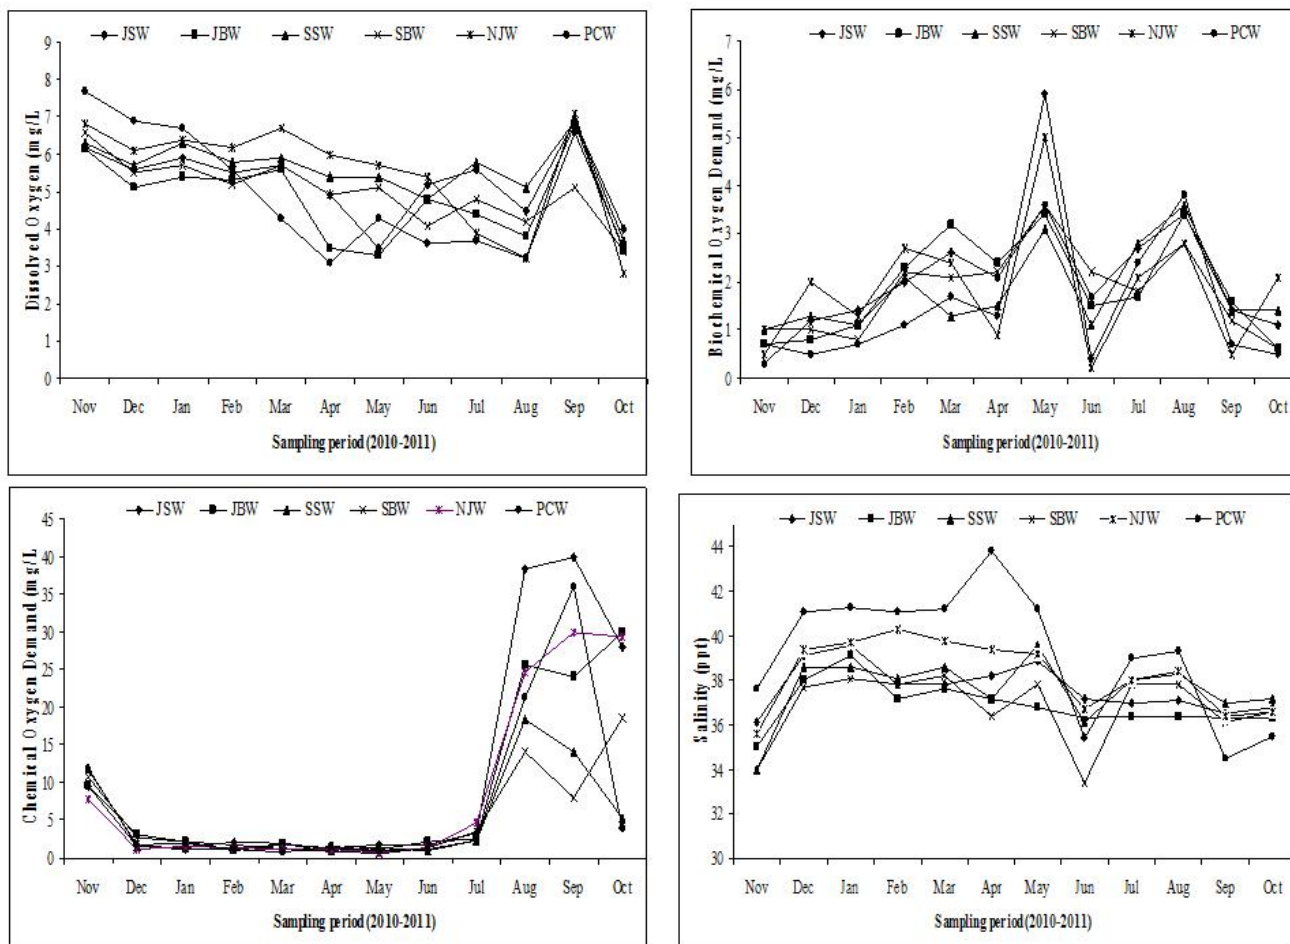 JSW JBW SSW SBW NJW PCW
Dissolved Oxygen (mg/L
9
8
7
6
5
4
3
2
1
0
Nov Dec Jan Feb Mar Apr May Jun Jul Aug Sep Oct
Sampling period(2010-2011)
JSW JBW SSW SBW NJW PCW
Biochemical Oxygen Demand (mg/L
7
6
5
4
3
2
1
0
Nov Dec Jan Feb Mar Apr May Jun Jul Aug Sep Oct
Sampling period(2010-2011)
JSW JBW SSW SBW NJW PCW
Chemical Oxygen Demand (mg/L
45
40
35
30
25
20
15
10
5
0
Nov Dec Jan Feb Mar Apr May Jun Jul Aug Sep Oct
Sampling period(2010-2011)
JSW JBW SSW SBW NJW PCW
Salinity (ppt)
44
42
40
38
36
34
32
30
Nov Dec Jan Feb Mar Apr May Jun Jul Aug Sep Oct
Sampling period(2010-2011)